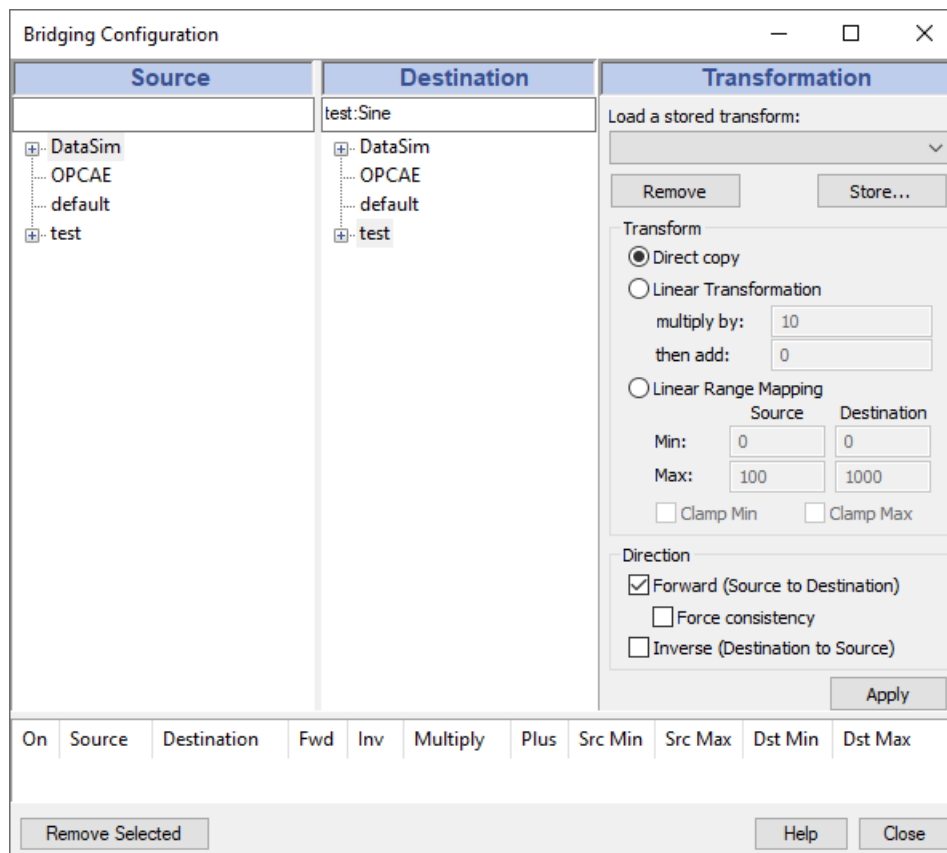 Bridging Configuration
Source Destination Transformation
test:Sine
Load a stored transform:
DataSim DataSim
OPCAE OPCAE
default default
test test
Remove Store...
Transform
Direct copy
Linear Transformation
multiply by: 10
then add: 0
Linear Range Mapping
Source Destination
Min: 0 0
Max: 100 1000
Clamp Min Clamp Max
Direction
Forward (Source to Destination)
Force consistency
Inverse (Destination to Source)
Apply
On Source Destination Fwd Inv Multiply Plus Src Min Src Max Dst Min Dst Max
Remove Selected Help Close